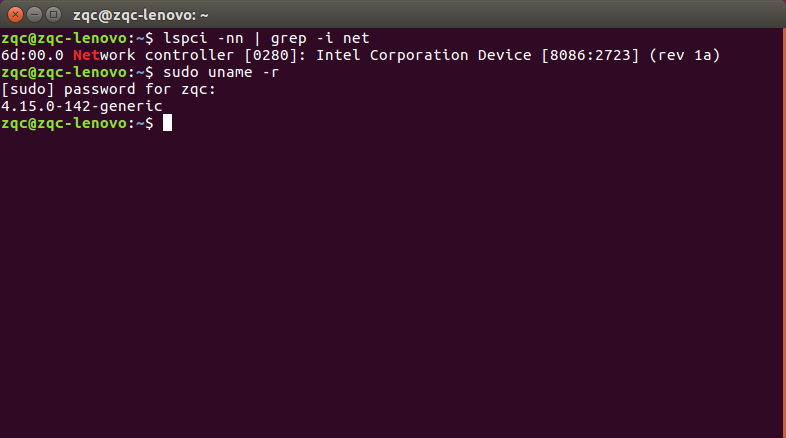 zqc@zqc-lenovo: ~
zqc@zqc-lenovo:~$ lspci -nn | grep -i net
6d:00.0 Network controller [0280]: Intel Corporation Device [8086:2723] (rev 1a)
zqc@zqc-lenovo:~$ sudo uname -r
[sudo] password for zqc:
4.15.0-142-generic
zqc@zqc-lenovo:~$